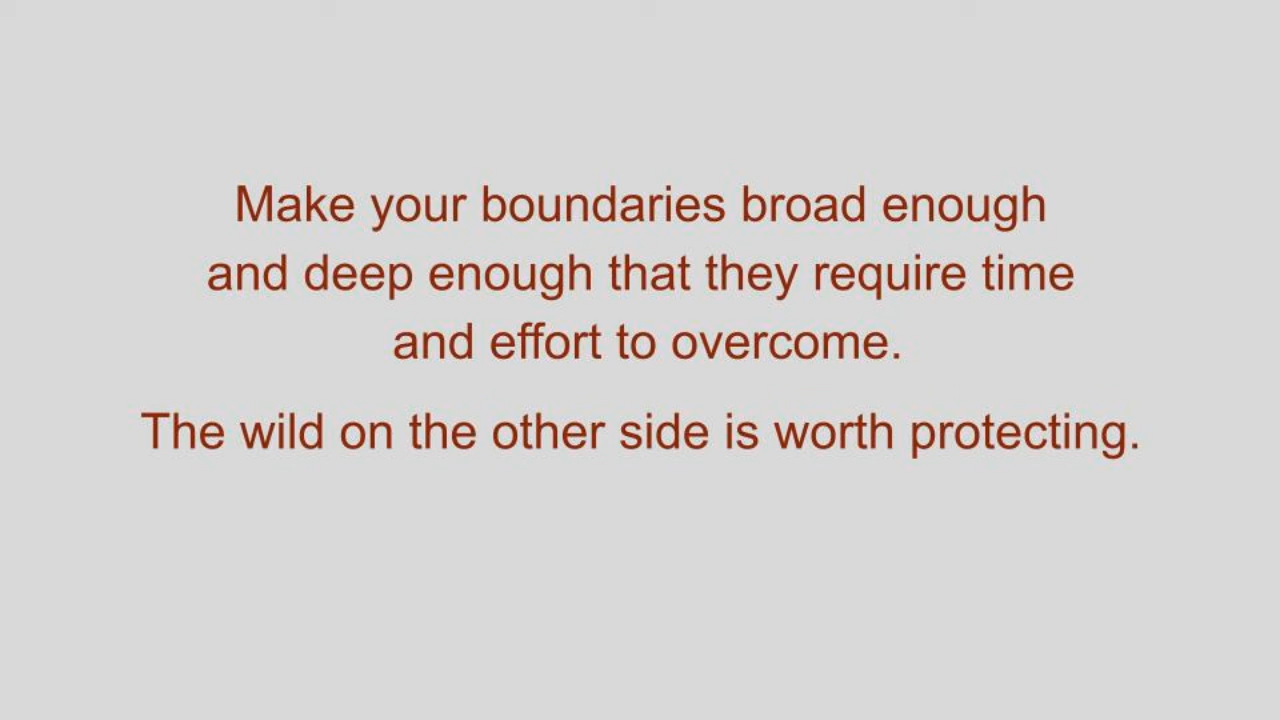 Make your boundaries broad enough
and deep enough that they require time
and effort to overcome.
The wild on the other side is worth protecting.